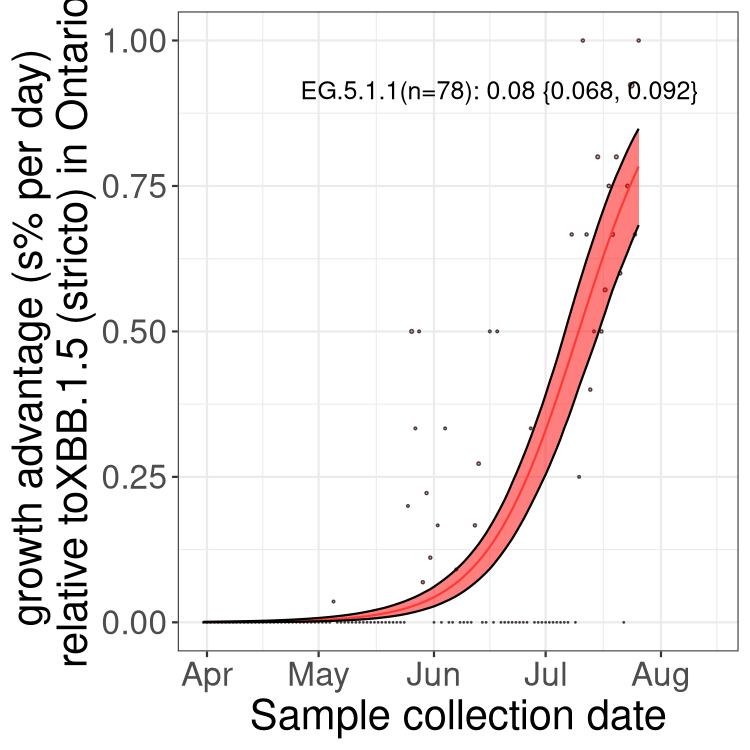 growth advantage (s% per day)
relative toXBB.1.5 (stricto) in Ontario
1.00
0.75
0.50
0.25
0.00
EG.5.1.1(n=78): 0.08 {0.068, 0.092}
Apr May Jun Jul Aug
Sample collection date